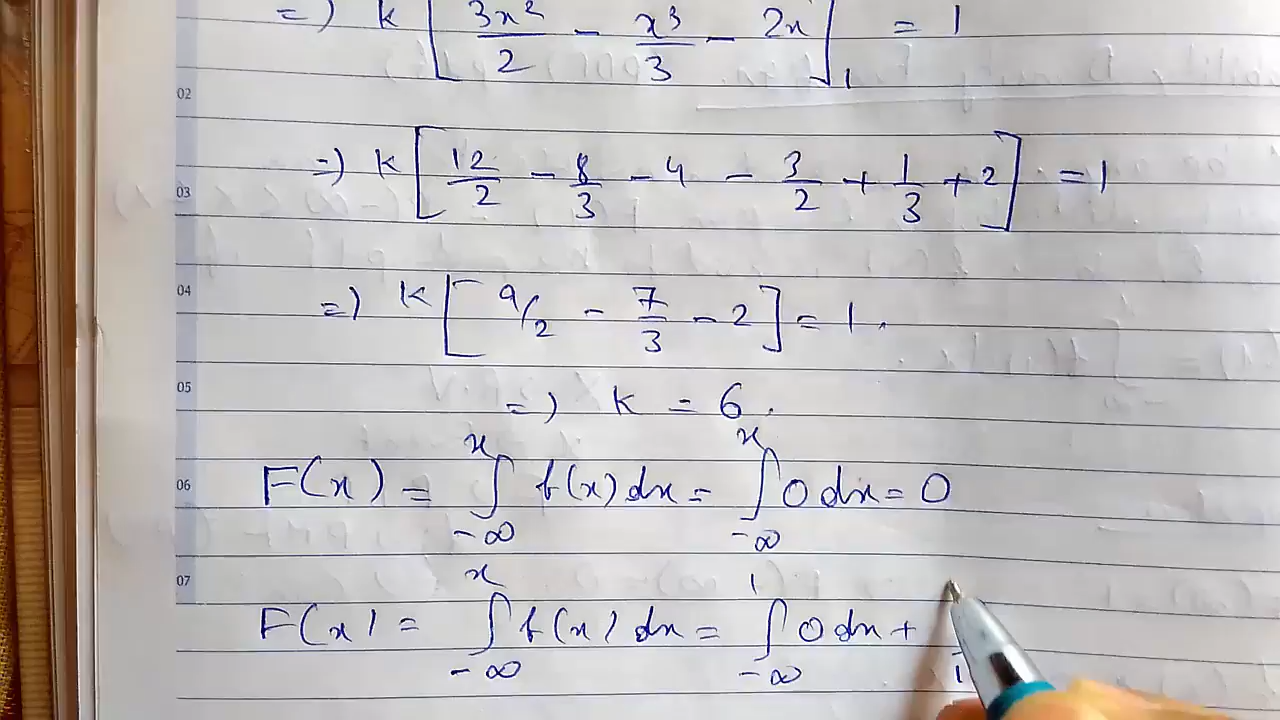 =) k [ 3x²/2 - x³/3 - 2x ]₁ = 1
02
=) k [ 12/2 - 8/3 - 4 - 3/2 + 1/3 + 2 ] = 1
03
04
=) k [ 9/2 - 7/3 - 2 ] = 1.
05
=) k = 6.
06
F(x) = ∫_{-∞}^{x} f(x) dx = ∫_{-∞}^{x} 0 dx = 0
07
F(x) = ∫_{-∞}^{x} f(x) dx = ∫_{-∞}^{1} 0 dx +